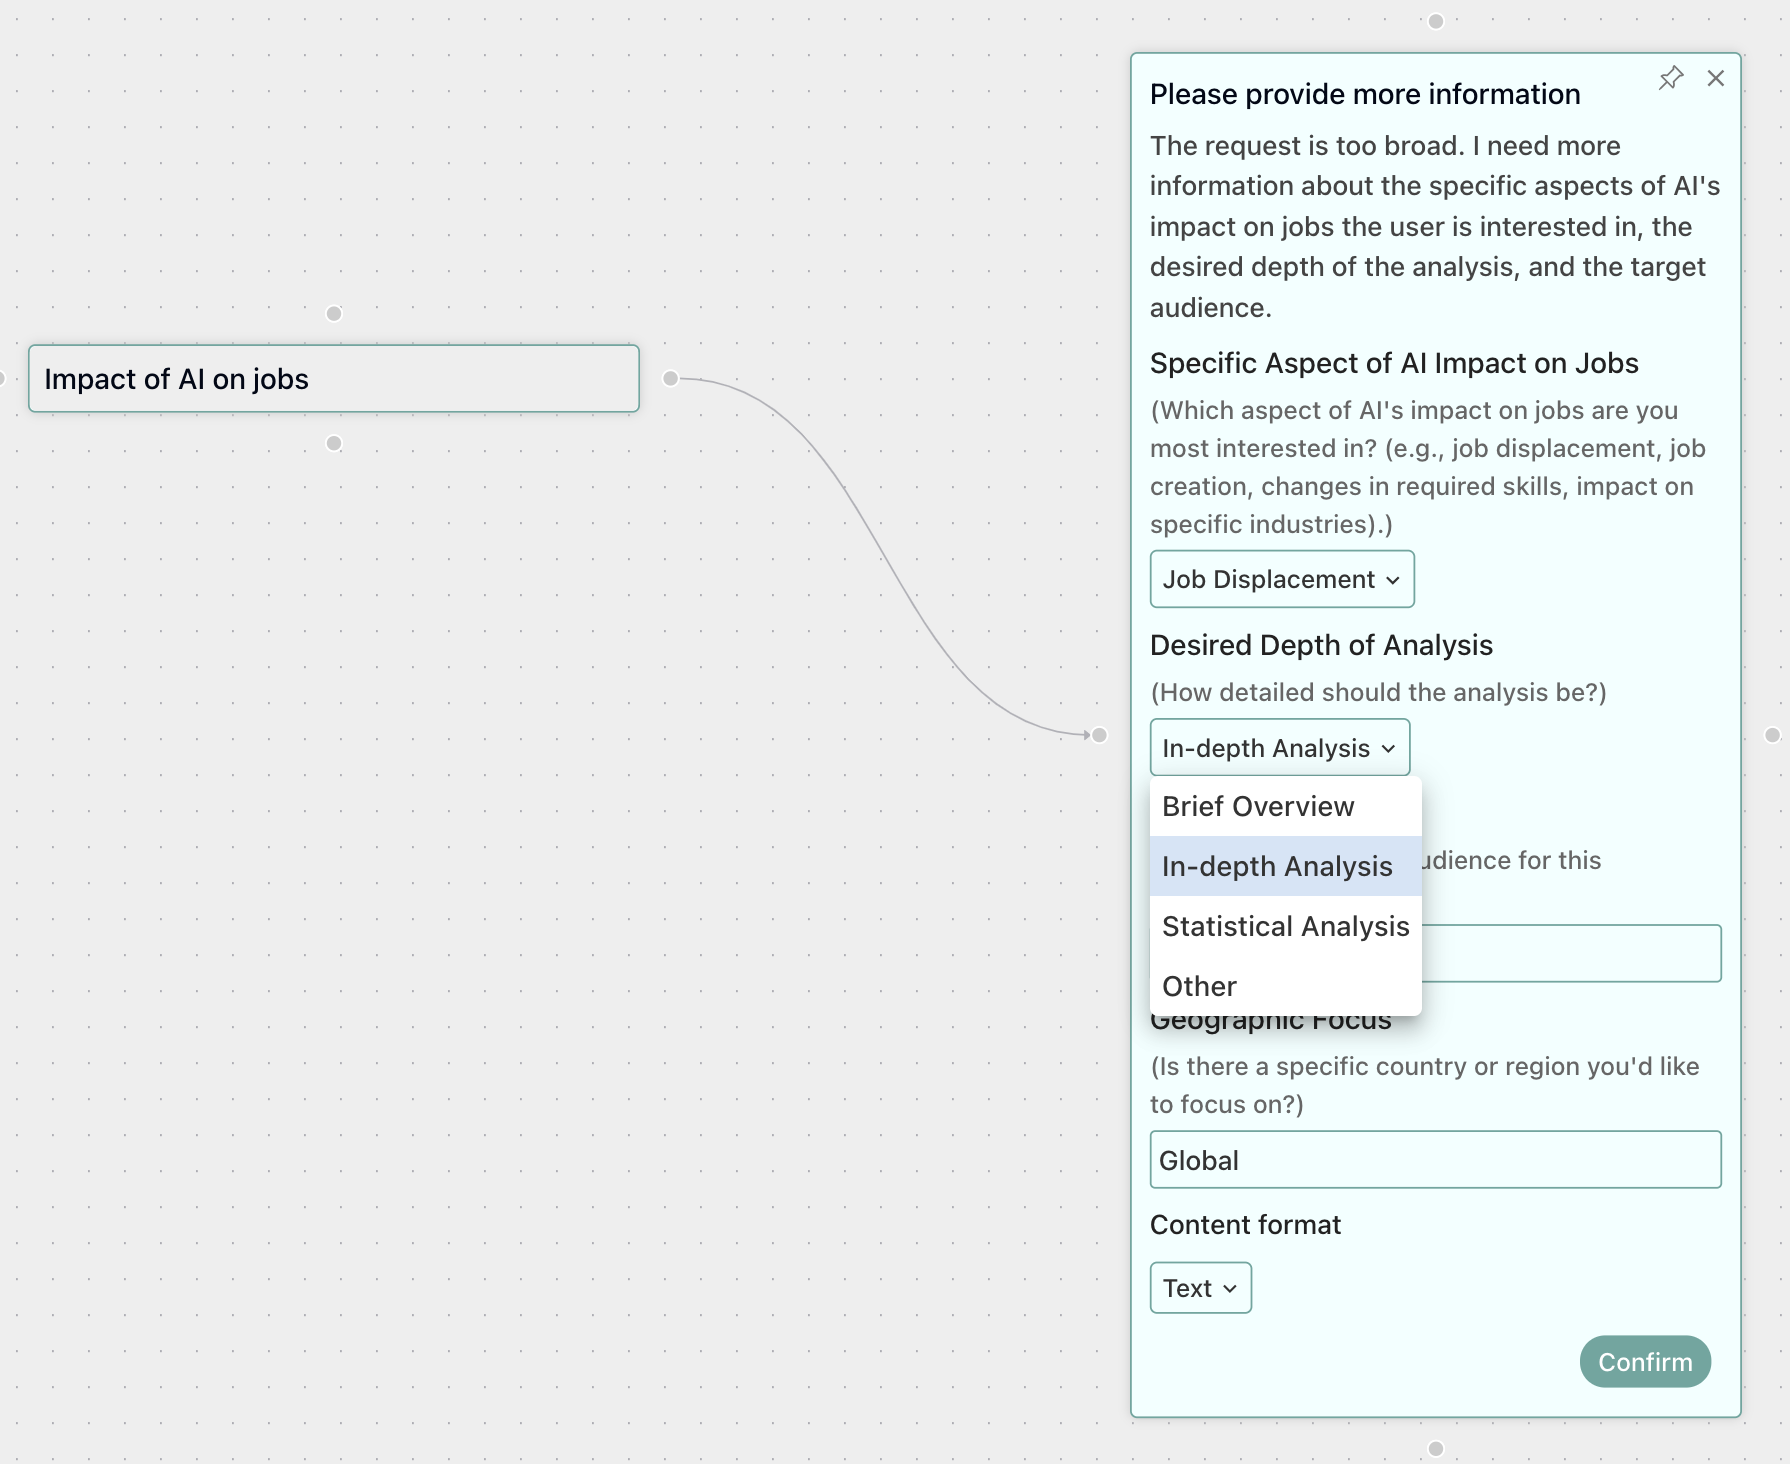 Impact of AI on jobs
Please provide more information
The request is too broad. I need more
information about the specific aspects of AI's
impact on jobs the user is interested in, the
desired depth of the analysis, and the target
audience.
Specific Aspect of AI Impact on Jobs
(Which aspect of AI's impact on jobs are you
most interested in? (e.g., job displacement, job
creation, changes in required skills, impact on
specific industries).)
Job Displacement
Desired Depth of Analysis
(How detailed should the analysis be?)
In-depth Analysis
Brief Overview
In-depth Analysis
for this
Statistical Analysis
Other
Geographic Focus
(Is there a specific country or region you'd like
to focus on?)
Global
Content format
Text
Confirm